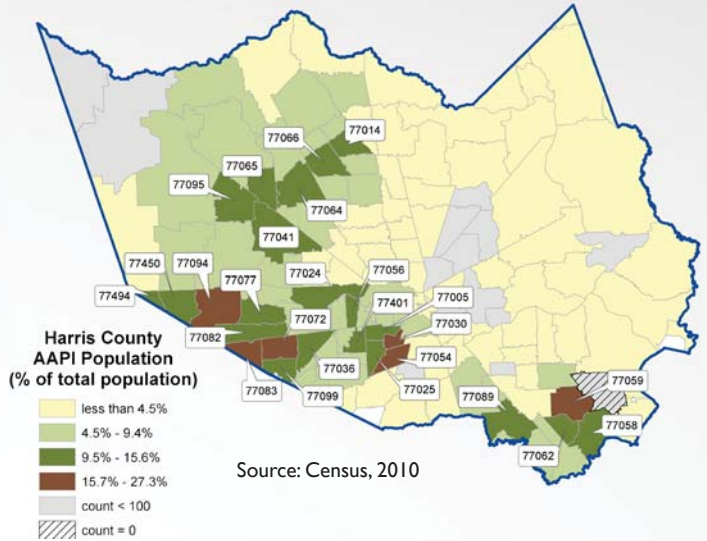 77066
77014
77065
77095
77064
77041
77450
77094
77024
77056
77494
77077
77401
77005
77072
77030
77082
77054
77036
77025
77083
77099
77089
77059
77058
77062
Harris County
AAPI Population
(% of total population)
less than 4.5%
4.5% - 9.4%
9.5% - 15.6%
15.7% - 27.3%
count < 100
count = 0
Source: Census, 2010